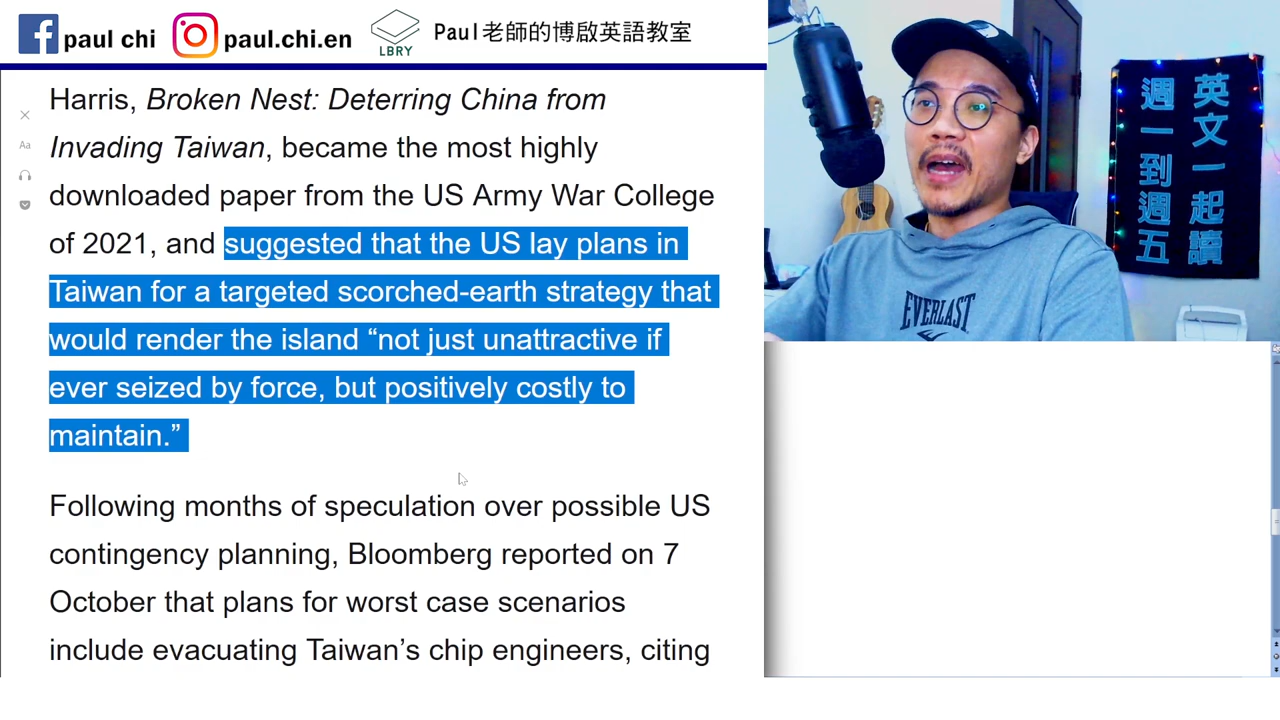 paul chi
paul.chi.en
LBRY
Paul老師的博啟英語教室
Harris, Broken Nest: Deterring China from
Invading Taiwan, became the most highly
downloaded paper from the US Army War College
of 2021, and suggested that the US lay plans in
Taiwan for a targeted scorched-earth strategy that
would render the island “not just unattractive if
ever seized by force, but positively costly to
maintain.”
Following months of speculation over possible US
contingency planning, Bloomberg reported on 7
October that plans for worst case scenarios
include evacuating Taiwan’s chip engineers, citing
Aa
英文一起讀
週一到週五
EVERLAST